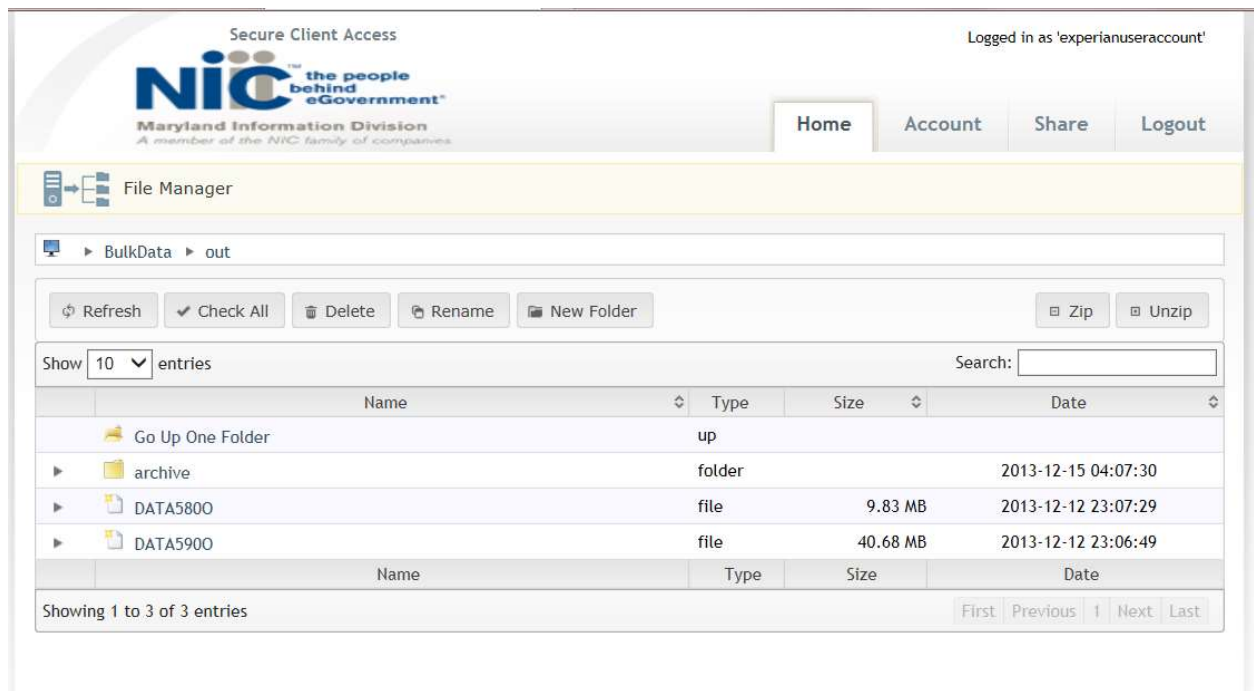 Secure Client Access
Logged in as 'experianuseraccount'
NIC™ the people
behind
eGovernment®
Maryland Information Division
A member of the NIC family of companies
Home Account Share Logout
File Manager
BulkData out
Refresh Check All Delete Rename New Folder Zip Unzip
Show 10 entries Search:
Name Type Size Date
Go Up One Folder up
archive folder 2013-12-15 04:07:30
DATA580O file 9.83 MB 2013-12-12 23:07:29
DATA590O file 40.68 MB 2013-12-12 23:06:49
Name Type Size Date
Showing 1 to 3 of 3 entries First Previous 1 Next Last